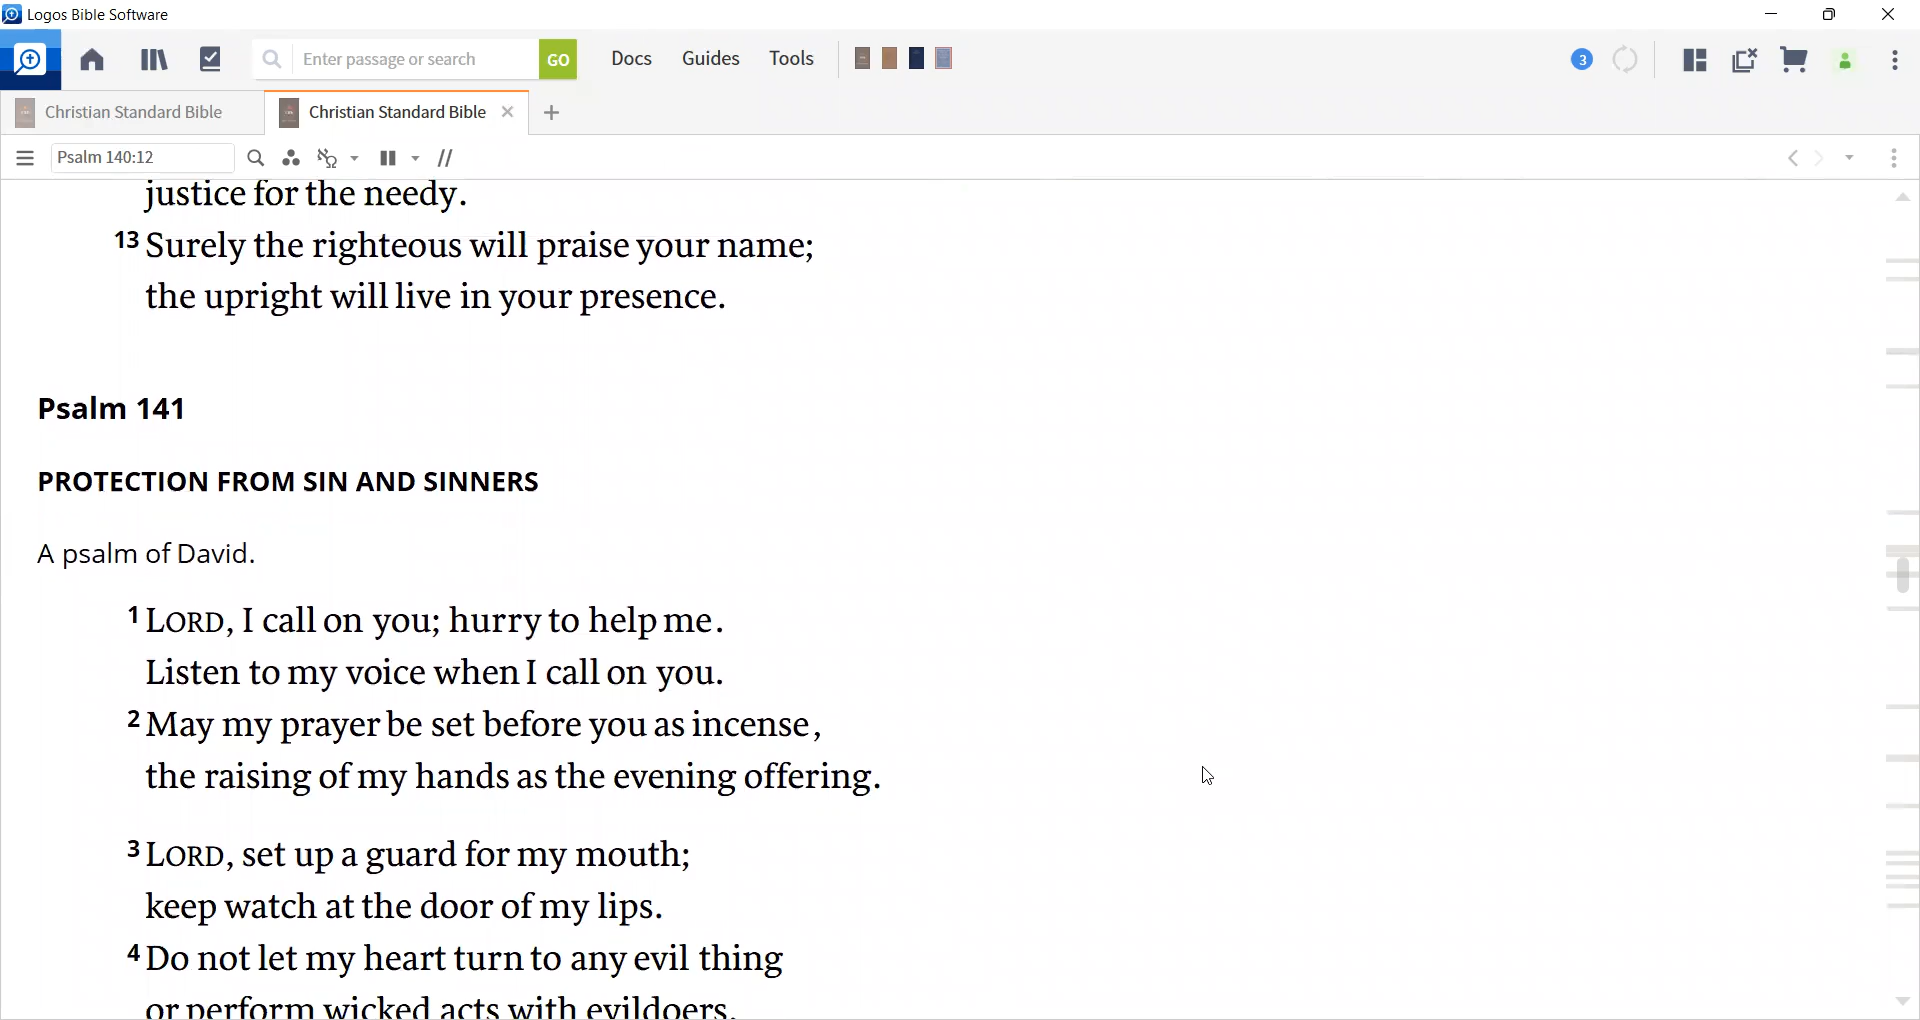 Logos Bible Software
Enter passage or search
GO
Docs
Guides
Tools
3
Christian Standard Bible
Christian Standard Bible
Psalm 140:12
justice for the needy.
13 Surely the righteous will praise your name;
the upright will live in your presence.
Psalm 141
PROTECTION FROM SIN AND SINNERS
A psalm of David.
1 LORD, I call on you; hurry to help me.
Listen to my voice when I call on you.
2 May my prayer be set before you as incense,
the raising of my hands as the evening offering.
3 LORD, set up a guard for my mouth;
keep watch at the door of my lips.
4 Do not let my heart turn to any evil thing
or perform wicked acts with evildoers.